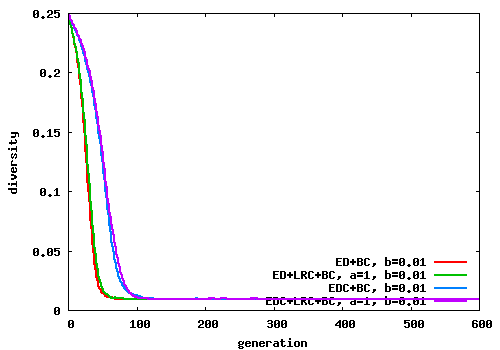 0.25
0.2
0.15
0.1
0.05
0
diversity
ED+BC, b=0.01
ED+LRC+BC, a=1, b=0.01
EDC+BC, b=0.01
EDC+LRC+BC, a=1, b=0.01
0 100 200 300 400 500 600
generation